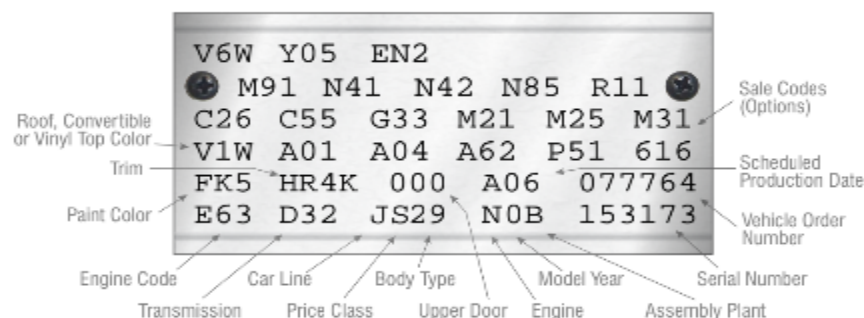 V6W Y05 EN2
M91 N41 N42 N85 R11
C26 C55 G33 M21 M25 M31
V1W A01 A04 A62 P51 616
FK5 HR4K 000 A06 077764
E63 D32 JS29 N0B 153173
Sale Codes
(Options)
Roof, Convertible
or Vinyl Top Color
Trim
Scheduled
Production Date
Paint Color
Vehicle Order
Number
Engine Code
Car Line
Body Type
Model Year
Serial Number
Transmission
Price Class
Upper Door
Engine
Assembly Plant